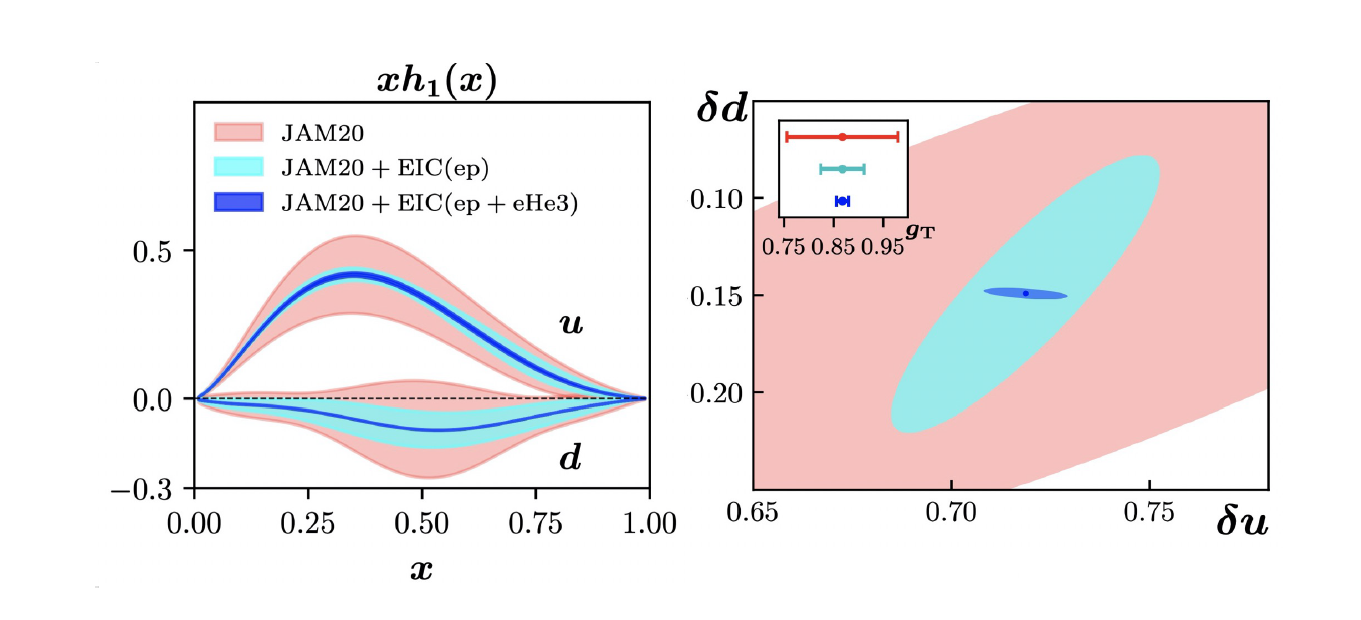 xh₁(x)
JAM20
JAM20 + EIC(ep)
JAM20 + EIC(ep + eHe3)
0.5
0.0
−0.3
u
d
0.00 0.25 0.50 0.75 1.00
x
δd
0.75 0.85 0.95 gT
0.10
0.15
0.20
0.65 0.70 0.75 δu